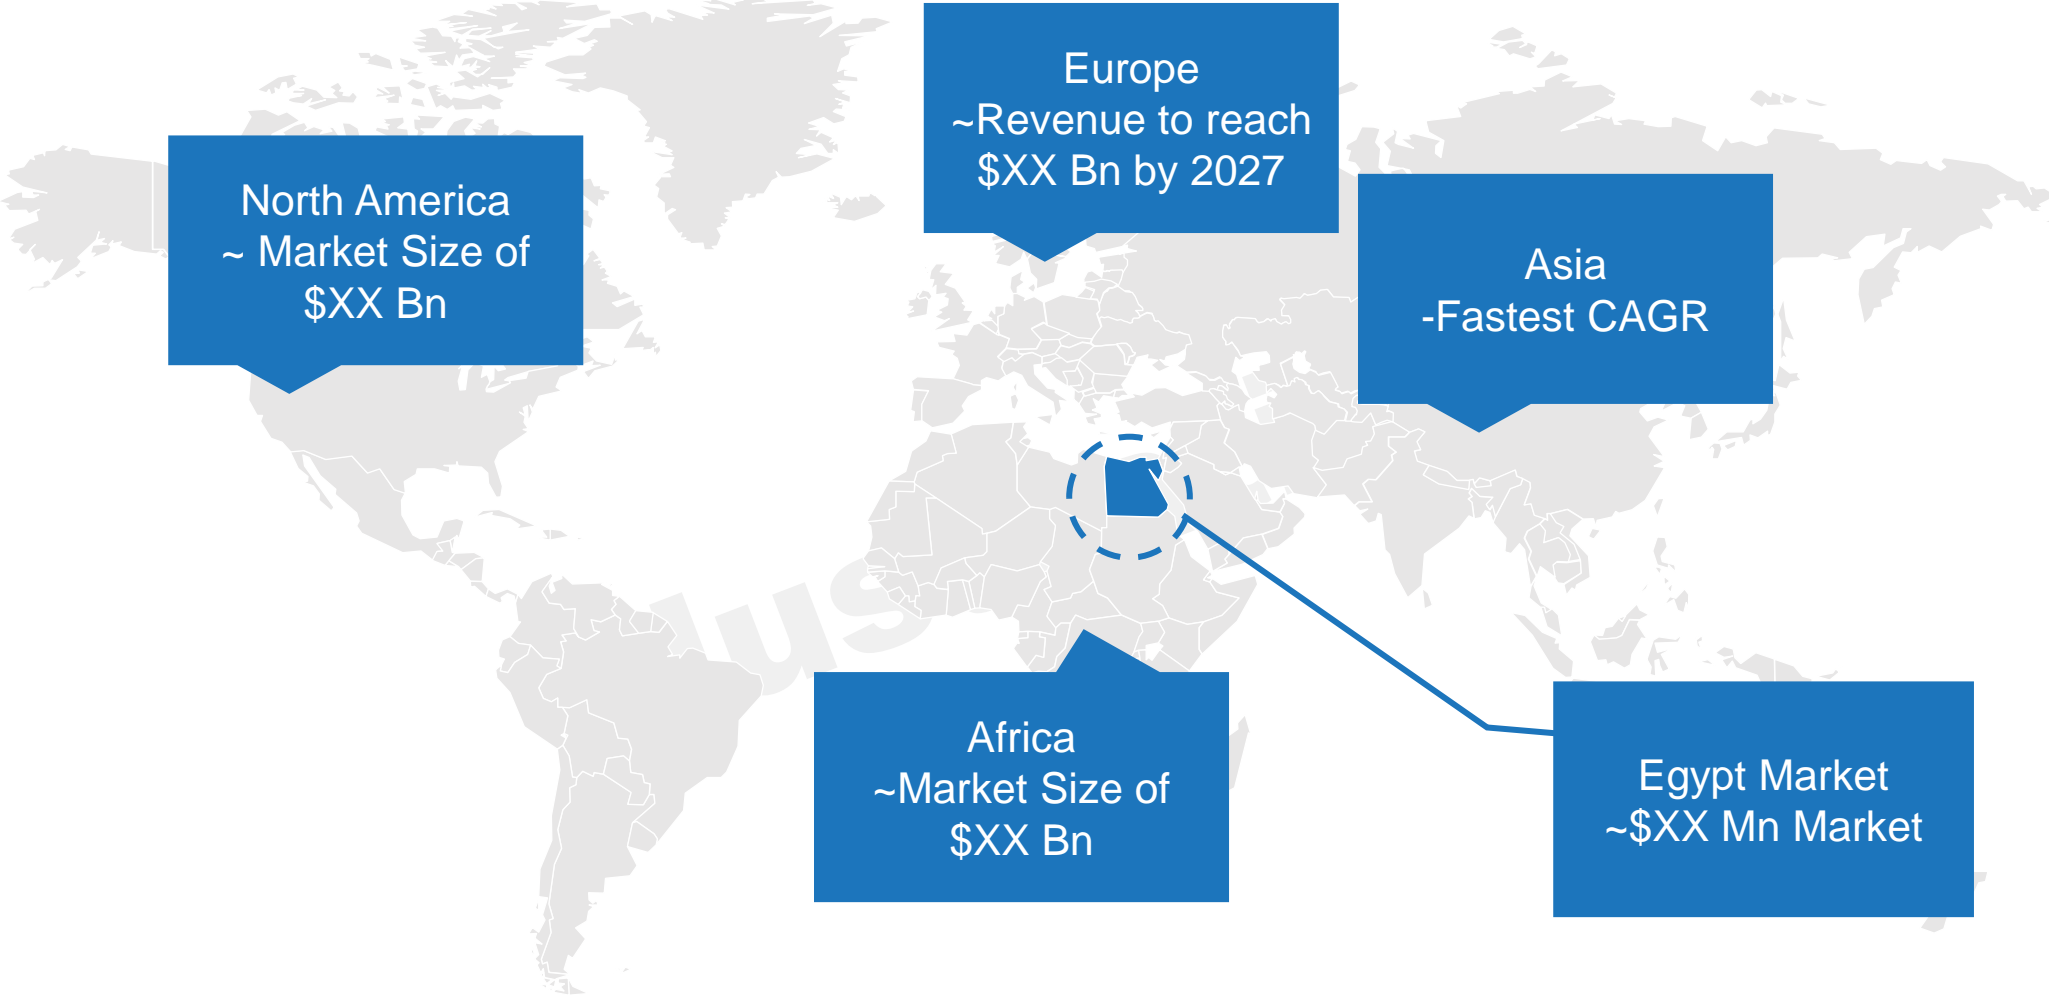 Europe
~Revenue to reach
$XX Bn by 2027
North America
~ Market Size of
$XX Bn
Asia
-Fastest CAGR
Africa
~Market Size of
$XX Bn
Egypt Market
~$XX Mn Market